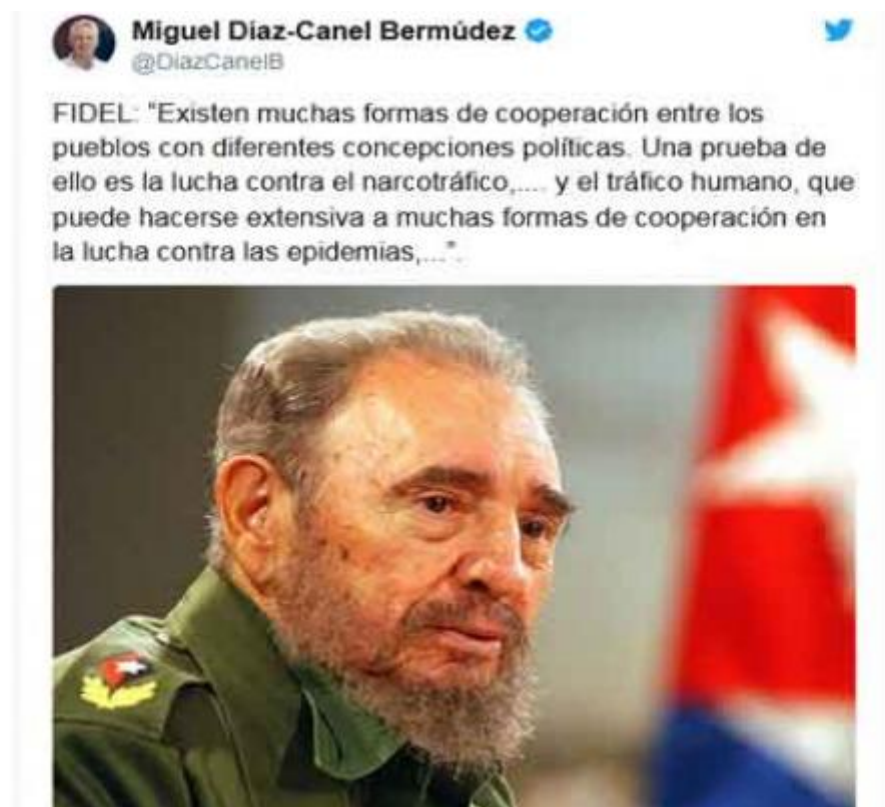 Miguel Díaz-Canel Bermúdez
@DiazCanelB
FIDEL: "Existen muchas formas de cooperación entre los
pueblos con diferentes concepciones políticas. Una prueba de
ello es la lucha contra el narcotráfico,.... y el tráfico humano, que
puede hacerse extensiva a muchas formas de cooperación en
la lucha contra las epidemias,...".